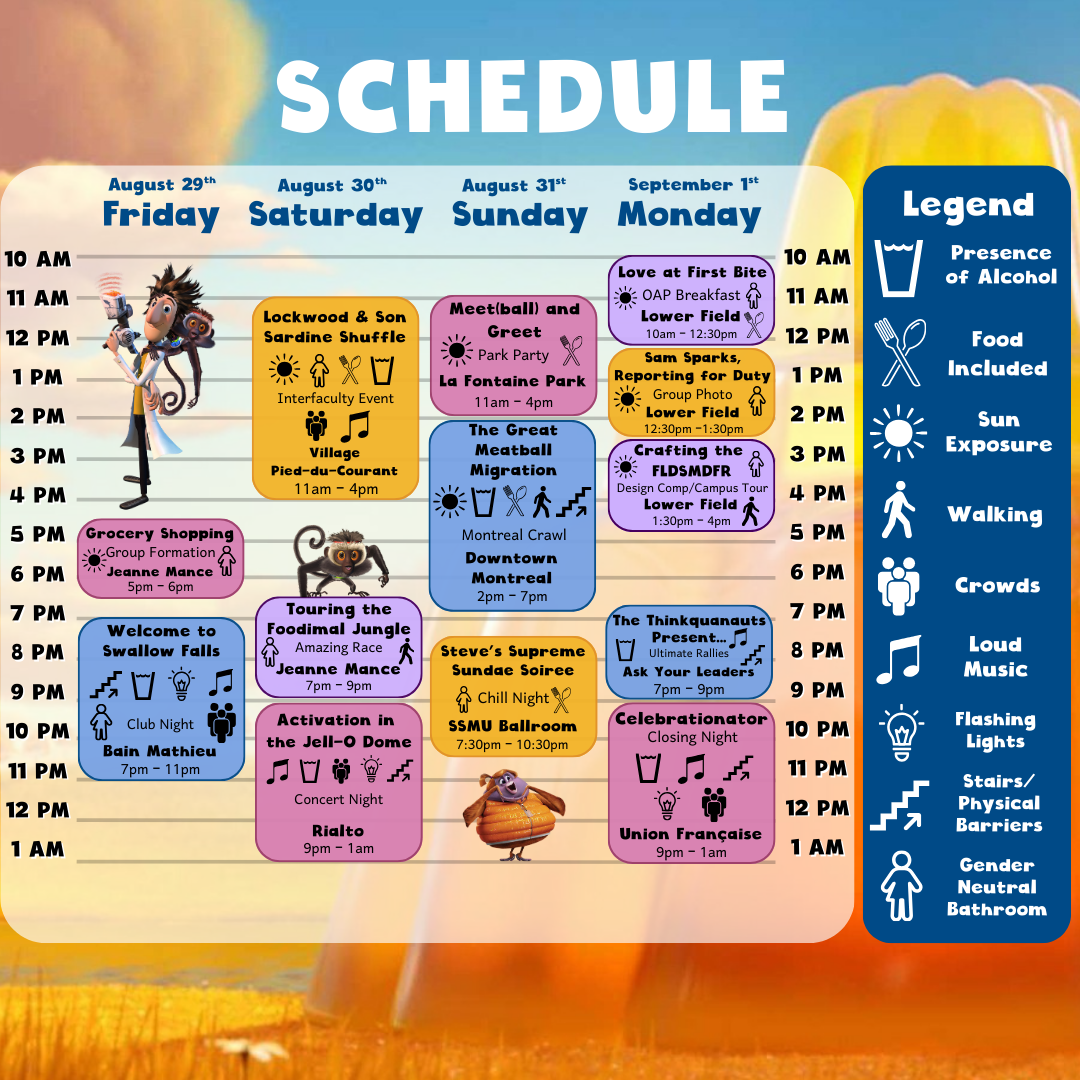 SCHEDULE
August 29th
Friday
August 30th
Saturday
August 31st
Sunday
September 1st
Monday
10 AM
11 AM
12 PM
1 PM
2 PM
3 PM
4 PM
5 PM
6 PM
7 PM
8 PM
9 PM
10 PM
11 PM
12 PM
1 AM
Grocery Shopping
Group Formation
Jeanne Mance
5pm - 6pm
Welcome to
Swallow Falls
Club Night
Bain Mathieu
7pm - 11pm
Lockwood & Son
Sardine Shuffle
Interfaculty Event
Village
Pied-du-Courant
11am - 4pm
Touring the
Foodimal Jungle
Amazing Race
Jeanne Mance
7pm - 9pm
Activation in
the Jell-O Dome
Concert Night
Rialto
9pm - 1am
Meet(ball) and
Greet
Park Party
La Fontaine Park
11am - 4pm
The Great
Meatball
Migration
Montreal Crawl
Downtown
Montreal
2pm - 7pm
Steve's Supreme
Sundae Soiree
Chill Night
SSMU Ballroom
7:30pm - 10:30pm
Love at First Bite
OAP Breakfast
Lower Field
10am - 12:30pm
Sam Sparks,
Reporting for Duty
Group Photo
Lower Field
12:30pm -1:30pm
Crafting the
FLDSMDFR
Design Comp/Campus Tour
Lower Field
1:30pm - 4pm
The Thinkquanauts
Present...
Ultimate Rallies
Ask Your Leaders
7pm - 9pm
Celebrationator
Closing Night
Union Française
9pm - 1am
10 AM
11 AM
12 PM
1 PM
2 PM
3 PM
4 PM
5 PM
6 PM
7 PM
8 PM
9 PM
10 PM
11 PM
12 PM
1 AM
Legend
Presence
of Alcohol
Food
Included
Sun
Exposure
Walking
Crowds
Loud
Music
Flashing
Lights
Stairs/
Physical
Barriers
Gender
Neutral
Bathroom